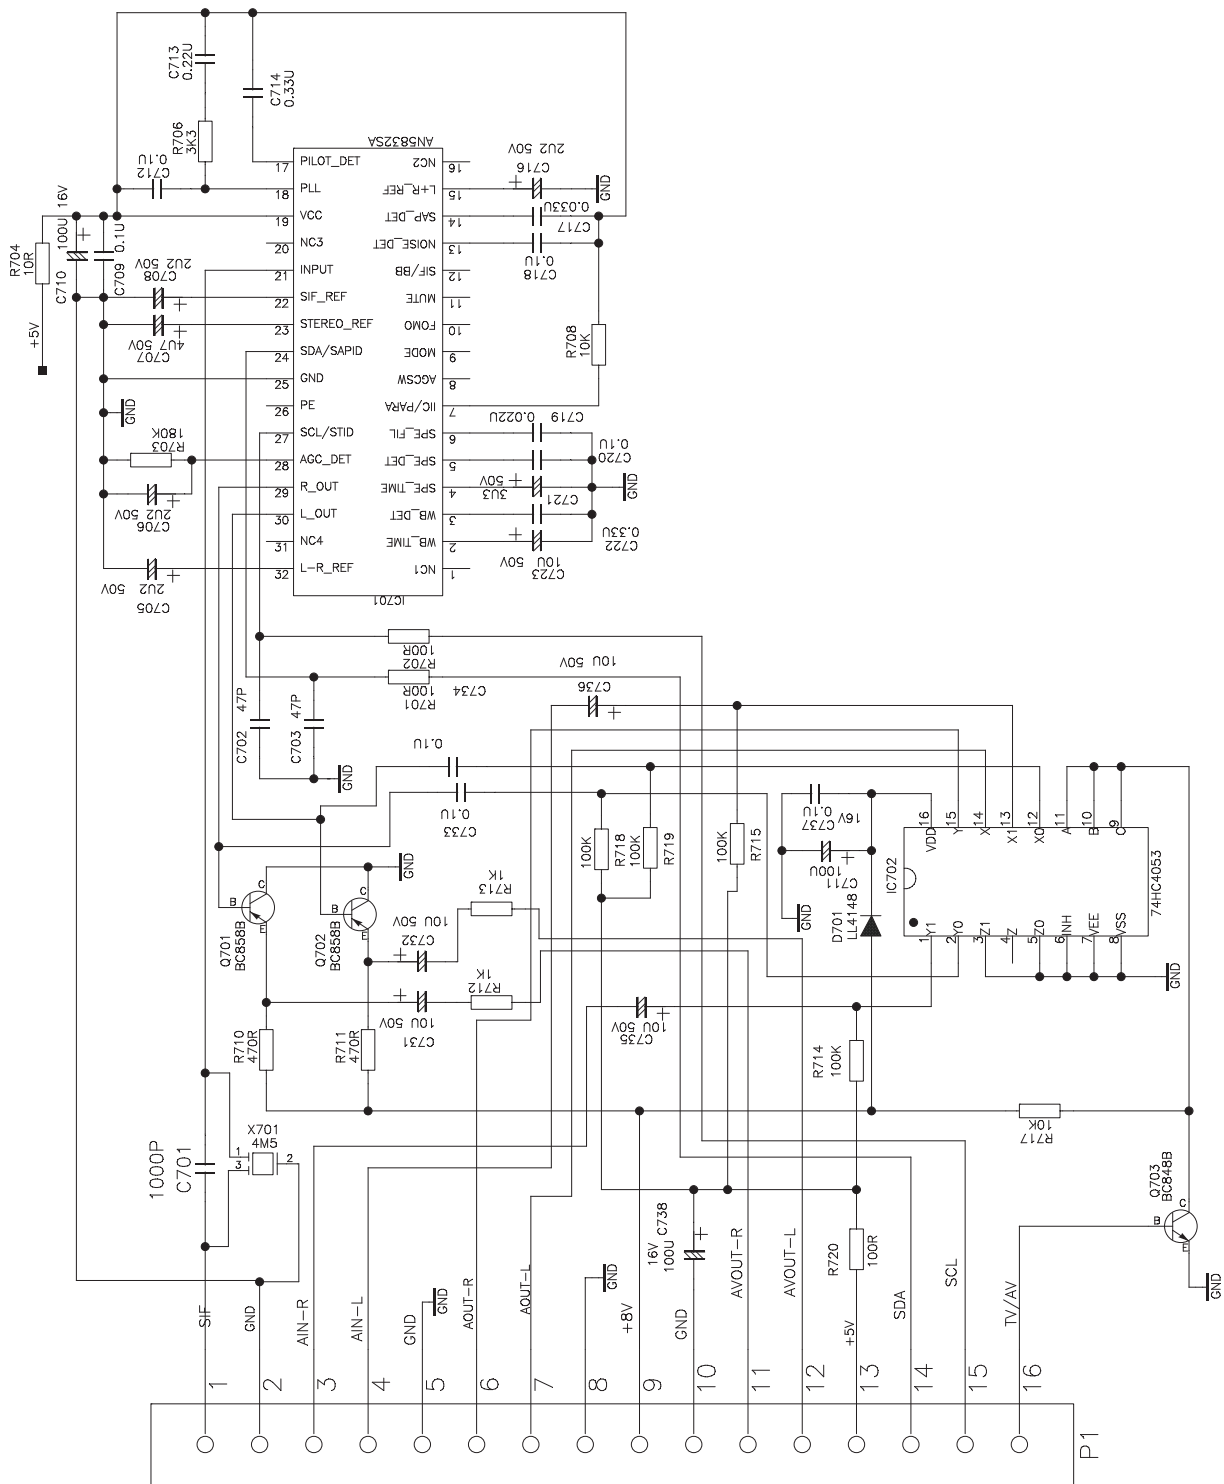 C713
0.22U
C714
0.33U
R706
3K3
C712
0.1U
AN5832SA
R704
10R
+5V
C710
100U 16V
C709
0.1U
C708
2U2 50V
+
C707
4U7 50V
+
GND
R703
180K
C706
2U2 50V
+
C705
2U2
50V
+
17 PILOT_DET
18 PLL
19 VCC
20 NC3
21 INPUT
22 SIF_REF
23 STEREO_REF
24 SDA/SAPID
25 GND
26 PE
27 SCL/STID
28 AGC_DET
29 R_OUT
30 L_OUT
31 NC4
32 L-R_REF
NC2 16
L+R_REF 15
SAP_DET 14
NOISE_DET 13
SIF/BB 12
MUTE 11
FOMO 10
MODE 9
AGCSW 8
IIC/PARA 7
SPE_FIL 6
SPE_DET 5
SPE_TIME 4
WB_DET 3
WB_TIME 2
NC1 1
IC701
2U2 50V
C716
+
GND
0.033U
C717
0.1U
C718
R708
10K
0.022U
C719
0.1U
C720
50V
+
3U3
C721
GND
0.33U
C722
10U
50V
C723
+
100R
R702
100R
R701
C734
10U 50V
C736
+
C702
47P
C703
47P
GND
0.1U
0.1U
C733
100K
R718
100K
R719
100K
R715
0.1U
C737
16V
100U
C711
+
GND
D701
LL4148
IC702
74HC4053
VDD 16
Y 15
X 14
X1 13
X0 12
A 11
B 10
C 9
1 Y1
2 Y0
3 Z1
4 Z
5 Z0
6 INH
7 VEE
8 VSS
GND
Q701
BC858B
B
C
E
Q702
BC858B
B
C
E
GND
10U 50V
C732
+
1K
R713
10U 50V
C731
+
1K
R712
R710
470R
R711
470R
10U 50V
C735
+
R714
100K
10K
R717
1000P
C701
X701
4M5
1
3
2
Q703
BC848B
B
C
E
GND
16V
100U C738
+
R720
100R
GND
GND
SIF
GND
AIN-R
AIN-L
GND
AOUT-R
AOUT-L
+8V
GND
AVOUT-R
AVOUT-L
+5V
SDA
SCL
TV/AV
1
2
3
4
5
6
7
8
9
10
11
12
13
14
15
16
P1